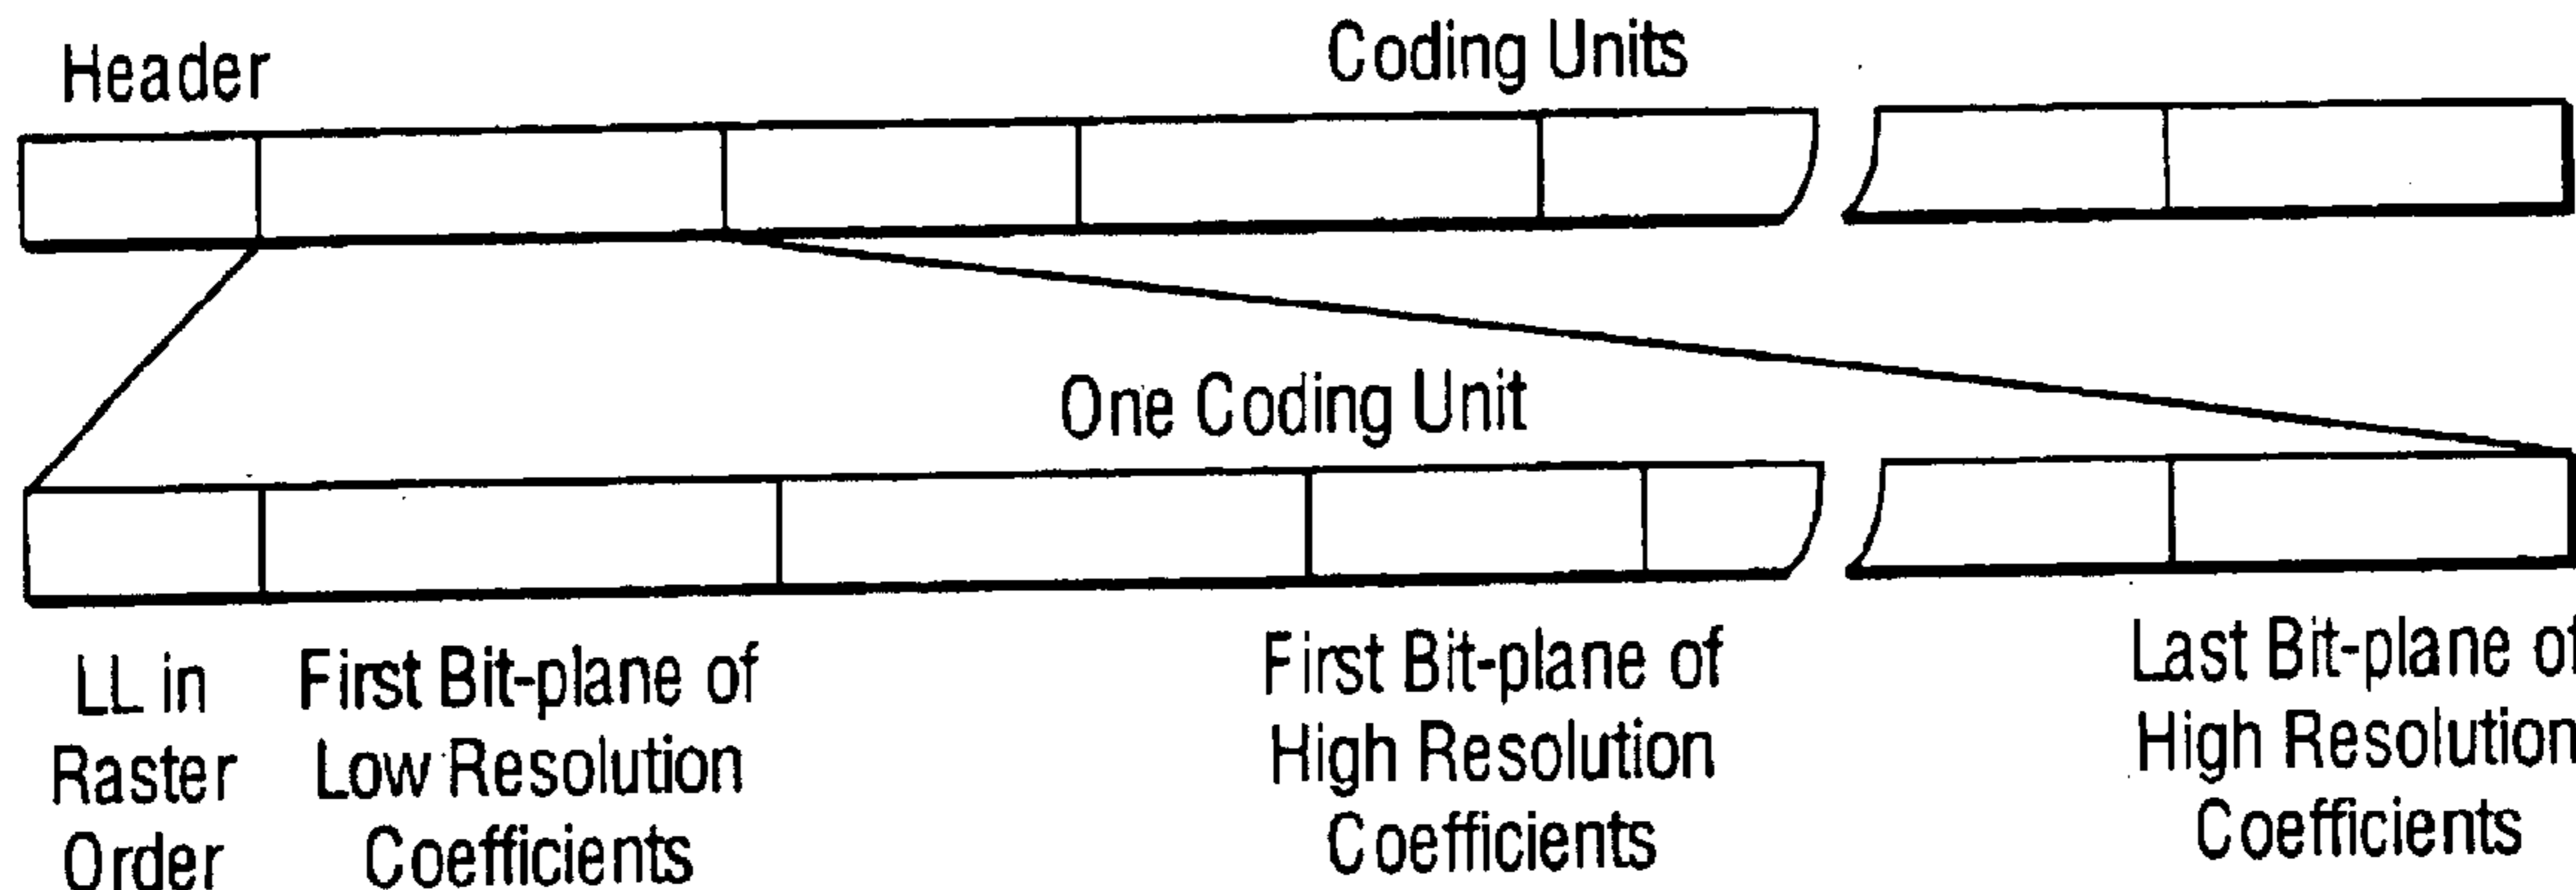 Header
Coding Units
One Coding Unit
LL in
Raster
Order
First Bit-plane of
Low Resolution
Coefficients
First Bit-plane of
High Resolution
Coefficients
Last Bit-plane of
High Resolution
Coefficients